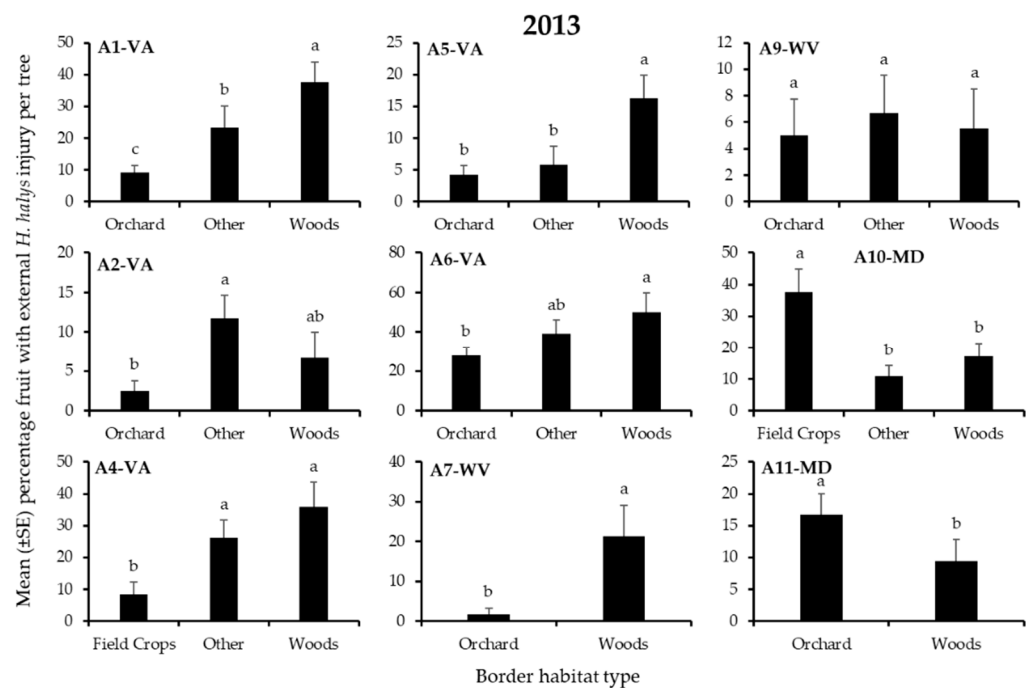 2013
Mean (±SE) percentage fruit with external H. halys injury per tree
A1-VA
50
40
30
20
10
0
c
b
a
Orchard Other Woods
A5-VA
25
20
15
10
5
0
b
b
a
Orchard Other Woods
A9-WV
12
10
8
6
4
2
0
a
a
a
Orchard Other Woods
A2-VA
20
15
10
5
0
b
a
ab
Orchard Other Woods
A6-VA
80
60
40
20
0
b
ab
a
Orchard Other Woods
A10-MD
50
40
30
20
10
0
a
b
b
Field Crops Other Woods
A4-VA
50
40
30
20
10
0
b
a
a
Field Crops Other Woods
A7-WV
40
30
20
10
0
b
a
Orchard Woods
A11-MD
25
20
15
10
5
0
a
b
Orchard Woods
Border habitat type